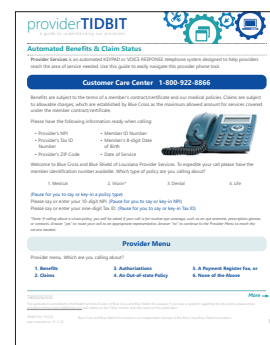 providerTIDBIT
a guide to understanding our processes
Automated Benefits & Claim Status
Provider Services is an automated KEYPAD or VOICE RESPONSE telephone system designed to help providers
reach the area of service needed. Use this guide to easily navigate this provider phone tool.
Customer Care Center 1-800-922-8866
Benefits are subject to the terms of a member's contract/certificate and our medical policies. Claims are subject
to allowable charges, which are established by Blue Cross as the maximum allowed amount for services covered
under the member contract/certificate.
Please have the following information ready when calling:
• Provider's NPI
• Provider's Tax ID
Number
• Provider's ZIP Code
• Member ID Number
• Member's 8-digit Date
of Birth
• Date of Service
Welcome to Blue Cross and Blue Shield of Louisiana Provider Services. To expedite your call please have the
member identification number available. Which type of policy are you calling about?
1. Medical 2. Vision* 3. Dental 4. Life
(Pause for you to say or key-in a policy type)
Please say or enter your 10-digit NPI. (Pause for you to say or key-in NPI)
Please say or enter your nine-digit Tax ID. (Pause for you to say or key-in Tax ID)
Provider Menu
Provider menu. Which are you calling about?
1. Benefits 3. Authorizations 5. A Payment Register Fax, or
2. Claims 4. An Out-of-state Policy 6. None of the Above
More
1